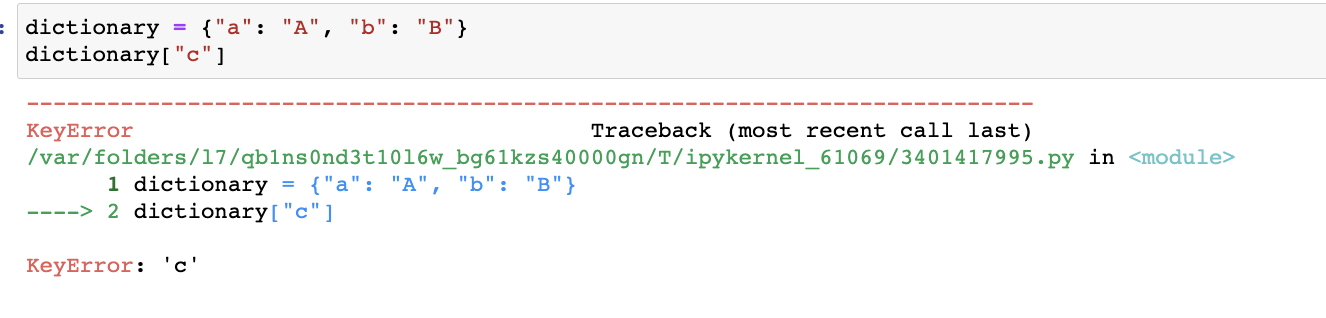 : dictionary = {"a": "A", "b": "B"}
dictionary["c"]
---------------------------------------------------------------------------
KeyError                                  Traceback (most recent call last)
/var/folders/l7/qb1ns0nd3t10l6w_bg61kzs40000gn/T/ipykernel_61069/3401417995.py in <module>
      1 dictionary = {"a": "A", "b": "B"}
----> 2 dictionary["c"]
KeyError: 'c'